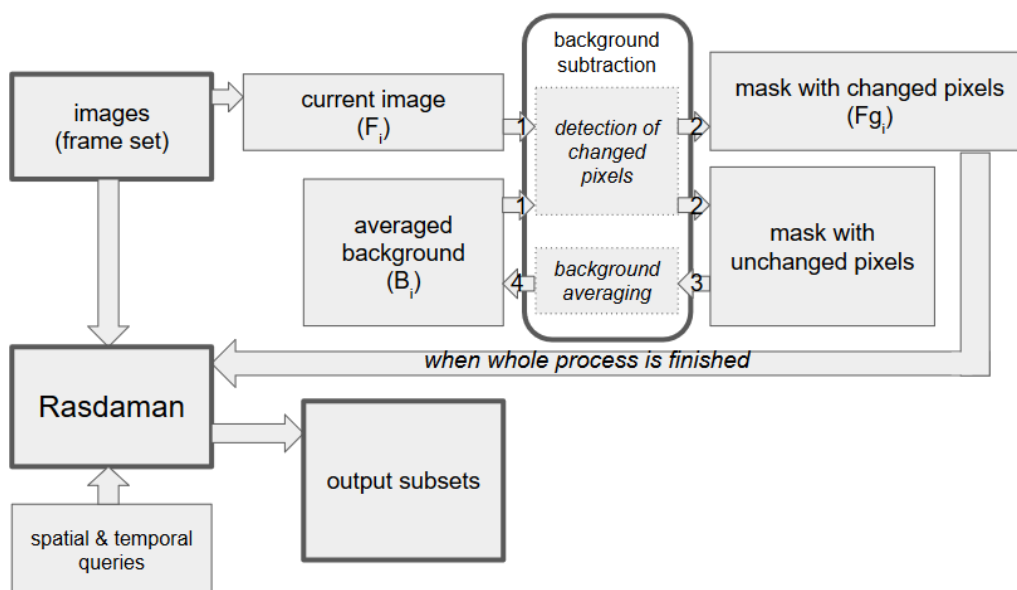 images
(frame set)
current image
(Fi)
background
subtraction
detection of
changed
pixels
1
2
mask with changed pixels
(Fgi)
averaged
background
(Bi)
1
2
mask with
unchanged pixels
background
averaging
4
3
when whole process is finished
Rasdaman
output subsets
spatial & temporal
queries